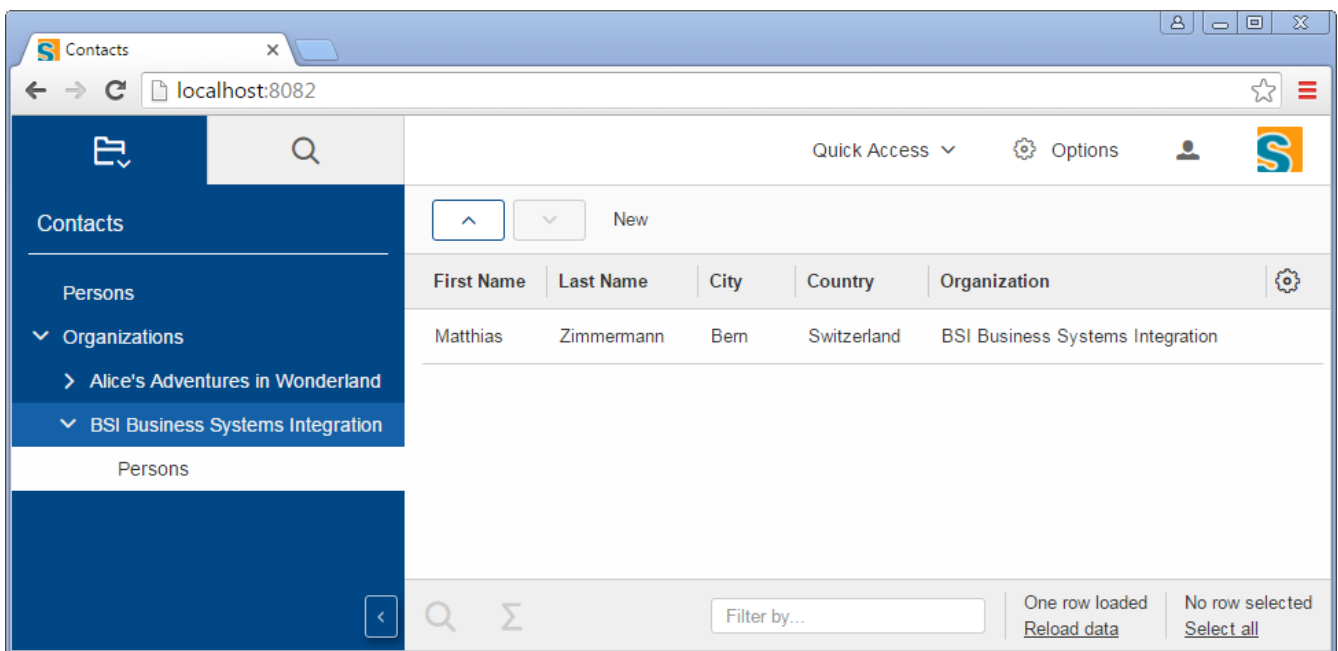 Contacts
localhost:8082
Quick Access
Options
Contacts
New
First Name Last Name City Country Organization
Persons
Matthias Zimmermann Bern Switzerland BSI Business Systems Integration
Organizations
Alice's Adventures in Wonderland
BSI Business Systems Integration
Persons
Filter by...
One row loaded
Reload data
No row selected
Select all